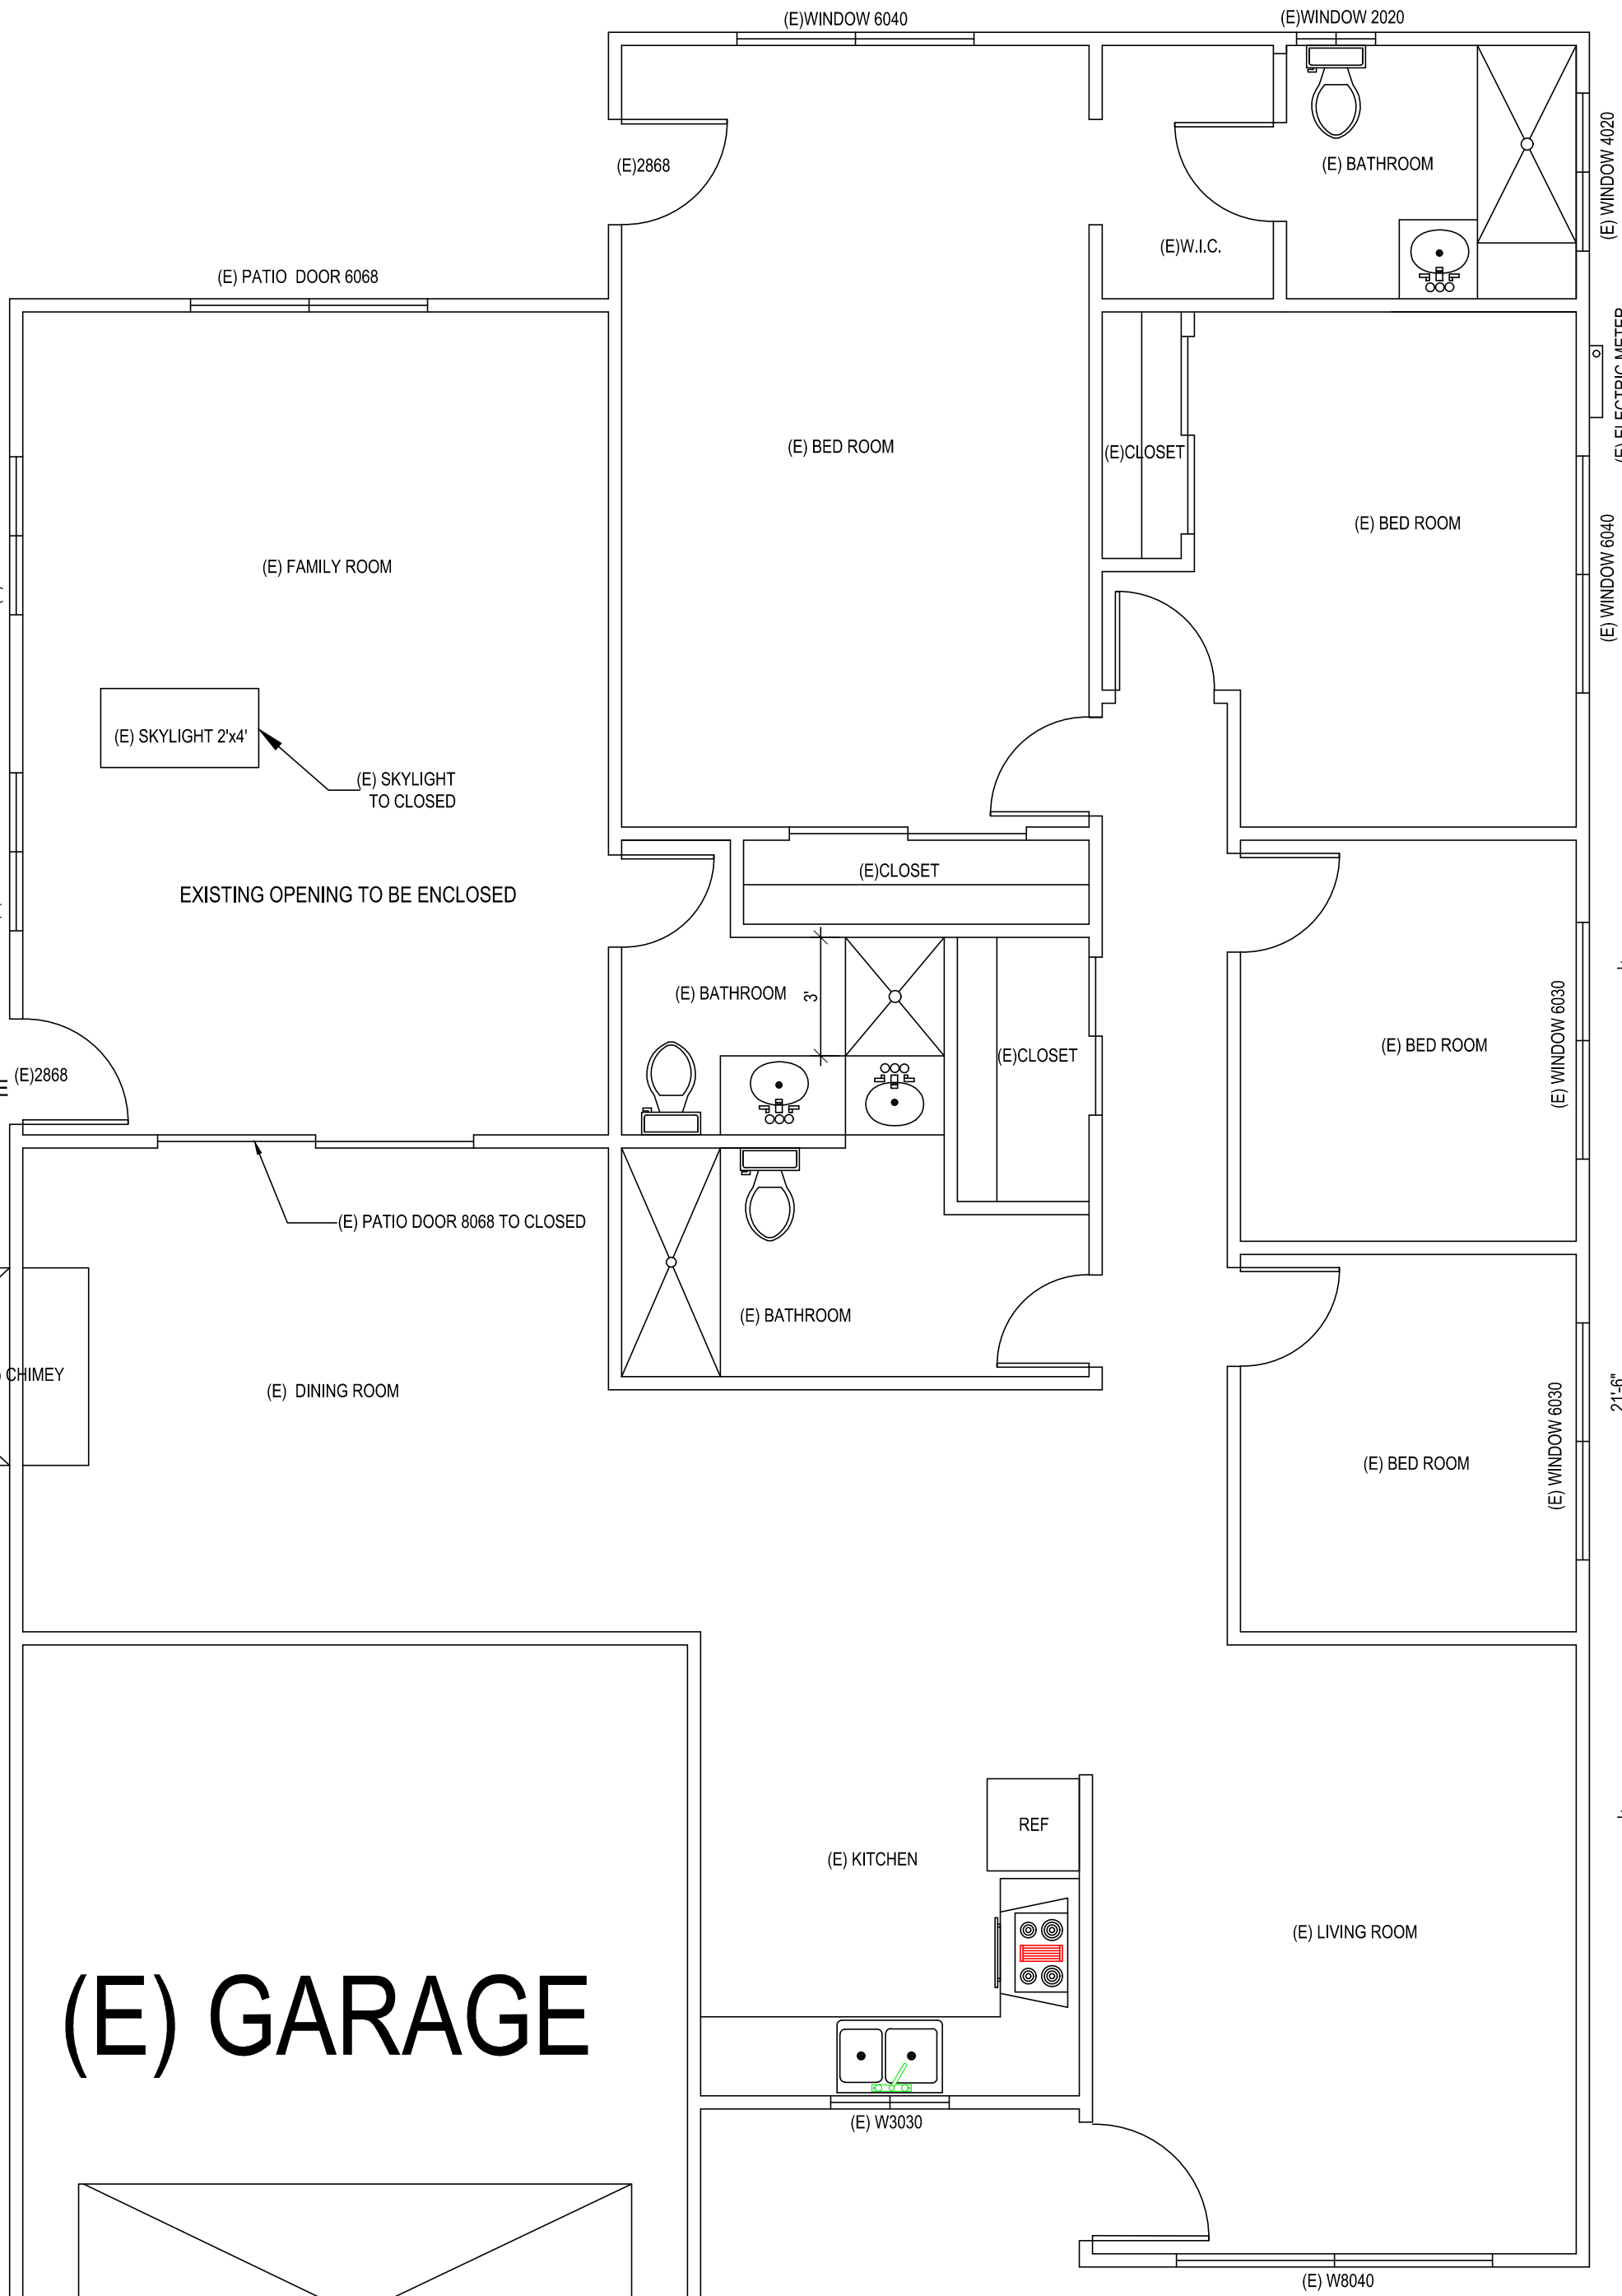 (E)WINDOW 6040
(E)WINDOW 2020
(E) WINDOW 4020
(E)2868
(E) BATHROOM
(E)W.I.C.
(E) PATIO  DOOR 6068
(E) ELECTRIC METER
(E) BED ROOM
(E)CLOSET
(E) BED ROOM
(E) WINDOW 6040
(E) FAMILY ROOM
(E) SKYLIGHT 2'x4'
(E) SKYLIGHT
TO CLOSED
(E)CLOSET
EXISTING OPENING TO BE ENCLOSED
(E) BATHROOM
3'
(E)CLOSET
(E) BED ROOM
(E) WINDOW 6030
(E)2868
(E) PATIO DOOR 8068 TO CLOSED
(E) BATHROOM
) CHIMEY
(E)  DINING ROOM
(E) BED ROOM
(E) WINDOW 6030
21'-6"
REF
(E) KITCHEN
(E) LIVING ROOM
(E) GARAGE
(E) W3030
(E) W8040